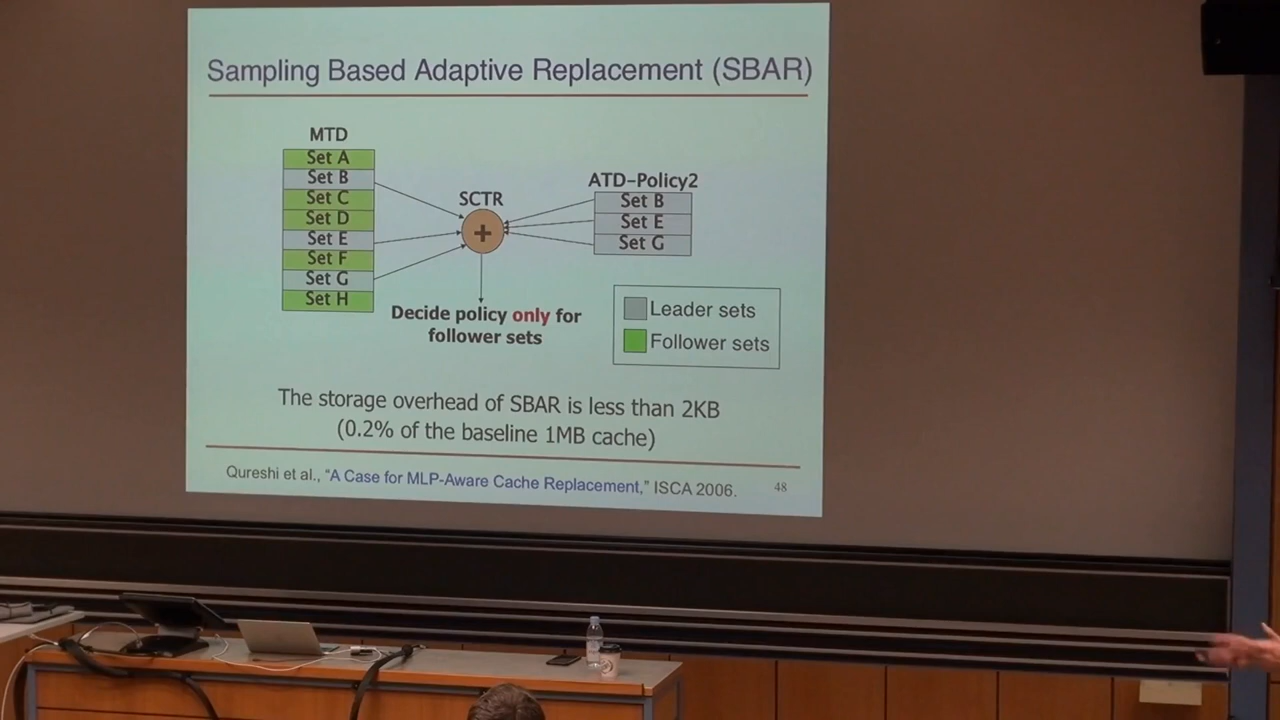 Sampling Based Adaptive Replacement (SBAR)
MTD
Set A
Set B
Set C
Set D
Set E
Set F
Set G
Set H
SCTR
+
ATD-Policy2
Set B
Set E
Set G
Decide policy only for
follower sets
Leader sets
Follower sets
The storage overhead of SBAR is less than 2KB
(0.2% of the baseline 1MB cache)
Qureshi et al., “A Case for MLP-Aware Cache Replacement,” ISCA 2006.
48